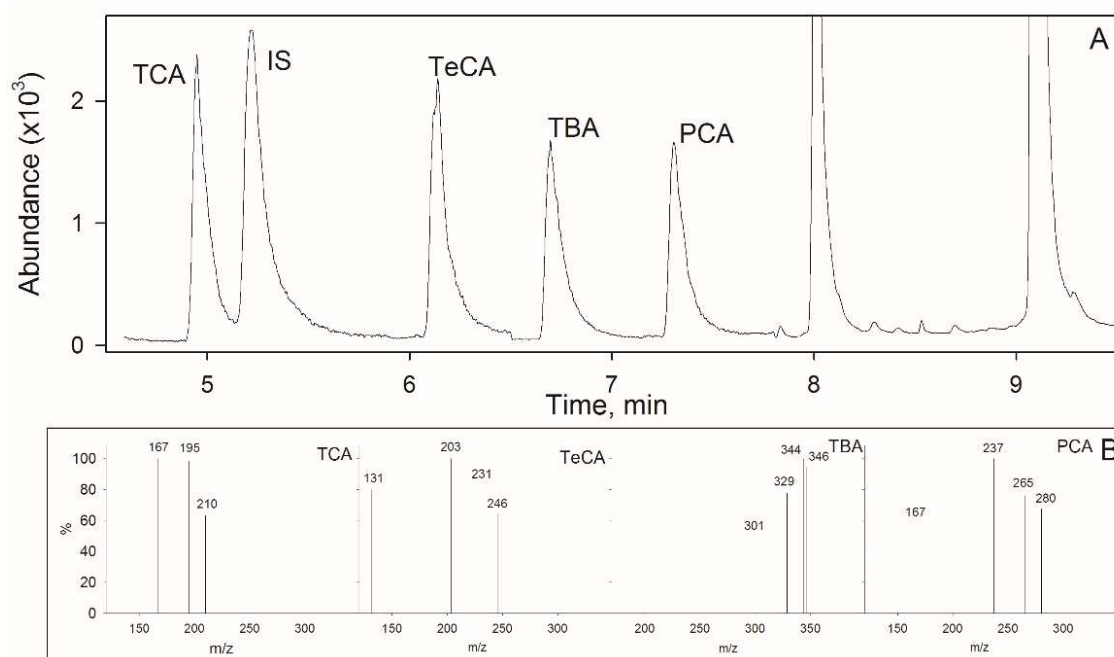 A
TCA
IS
TeCA
TBA
PCA
Abundance (x10³)
2
1
0
5 6 7 8 9
Time, min
B
TCA
167 195
210
TeCA
203
131
231
246
TBA
344
346
329
301
PCA
237
265
280
167
%
100
80
60
40
20
0
150 200 250 300 150 200 250 300 200 250 300 350 150 200 250 300
m/z m/z m/z m/z